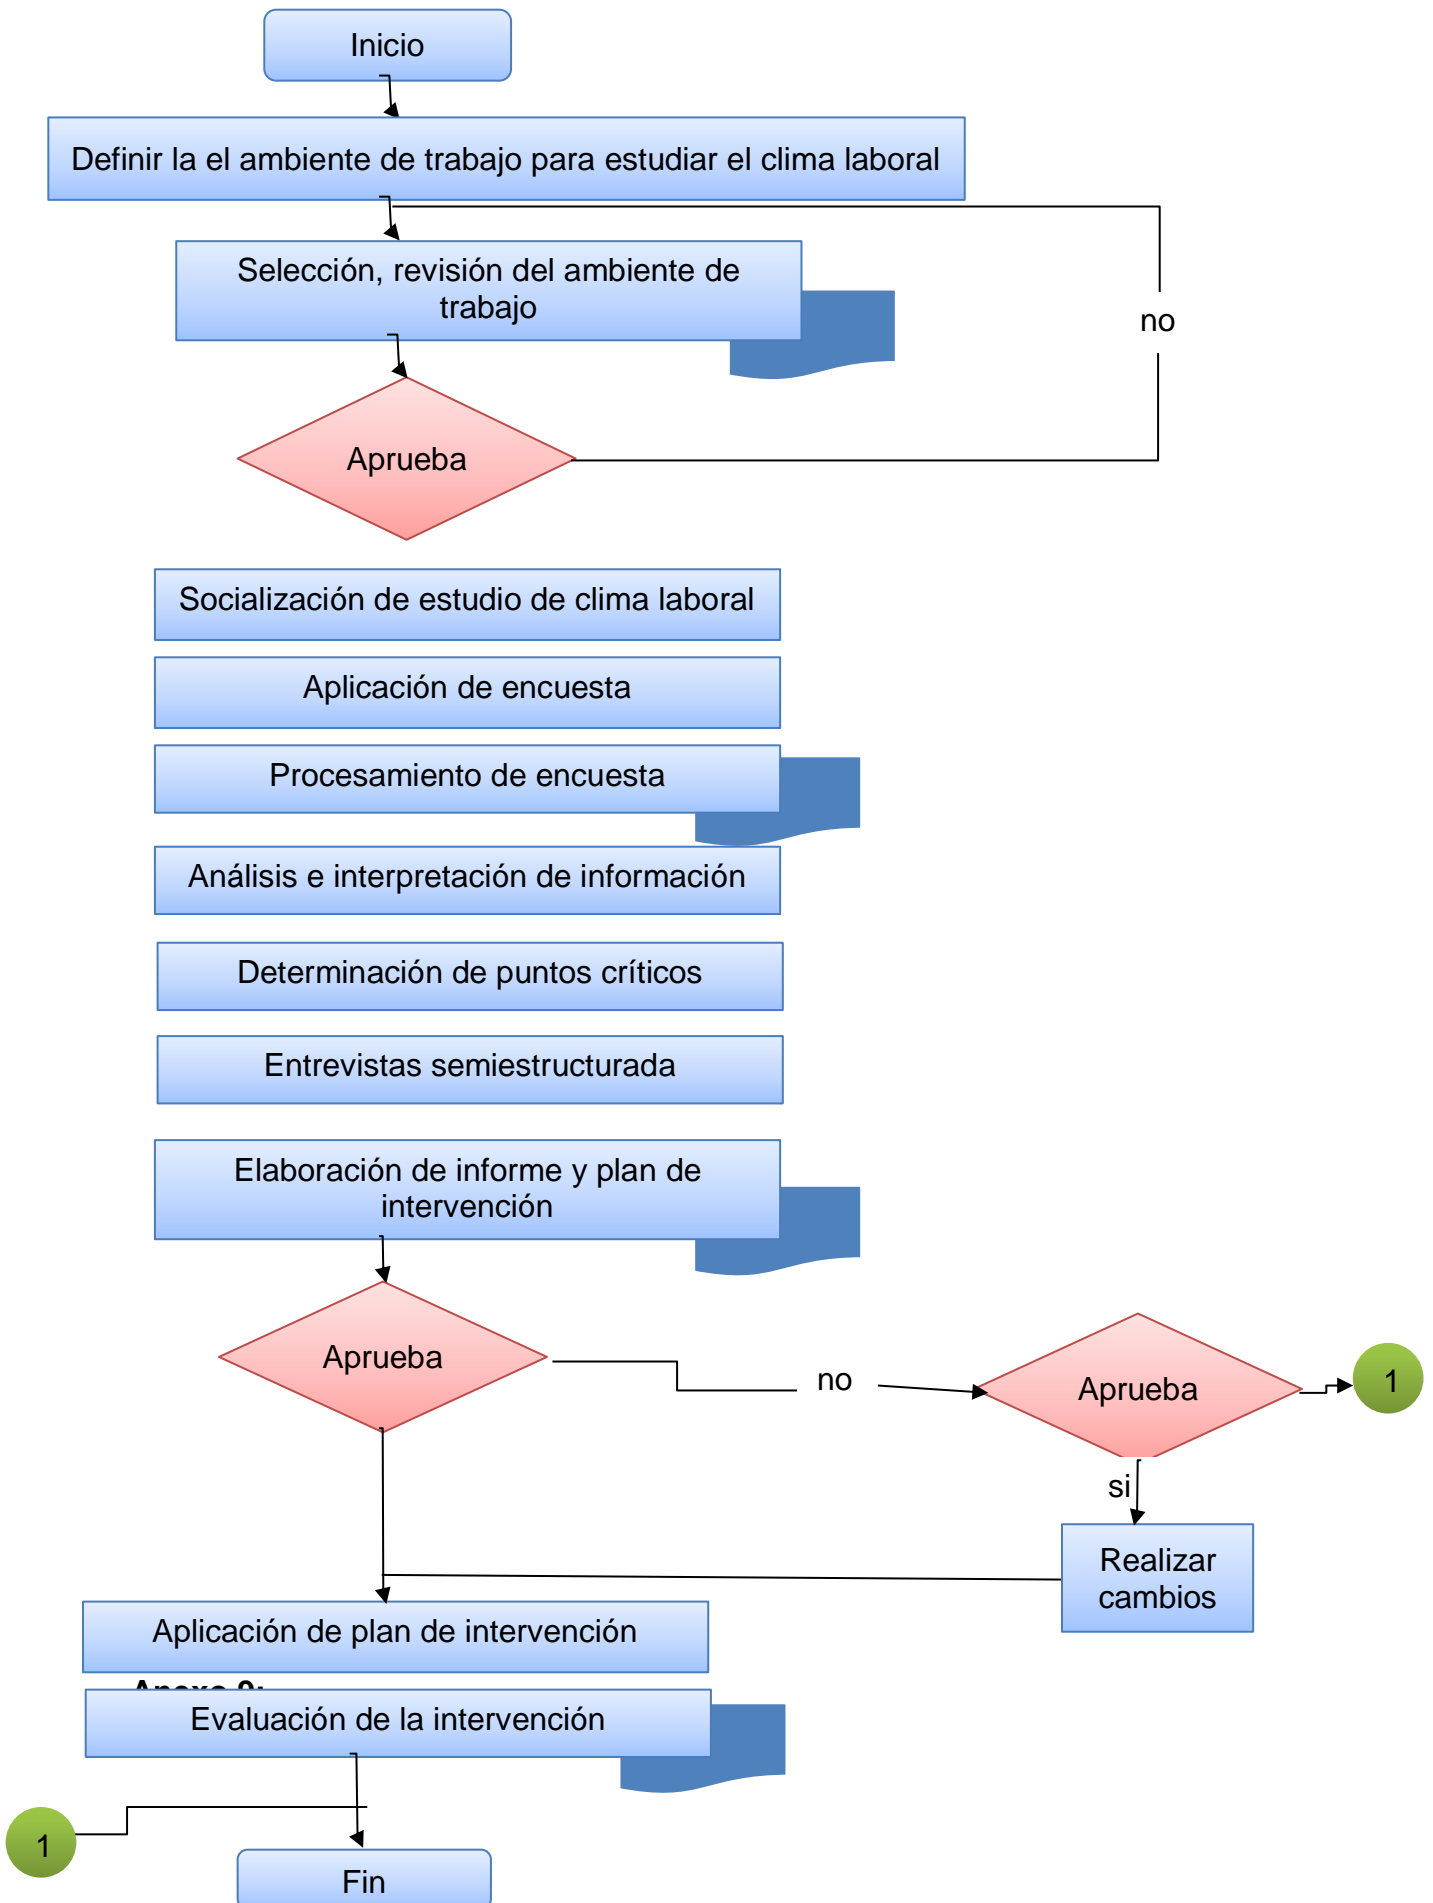 Inicio
Definir la el ambiente de trabajo para estudiar el clima laboral
Selección, revisión del ambiente de
trabajo
no
Aprueba
Socialización de estudio de clima laboral
Aplicación de encuesta
Procesamiento de encuesta
Análisis e interpretación de información
Determinación de puntos críticos
Entrevistas semiestructurada
Elaboración de informe y plan de
intervención
Aprueba
no
Aprueba
1
si
Realizar
cambios
Aplicación de plan de intervención
Anexo 9:
Evaluación de la intervención
1
Fin